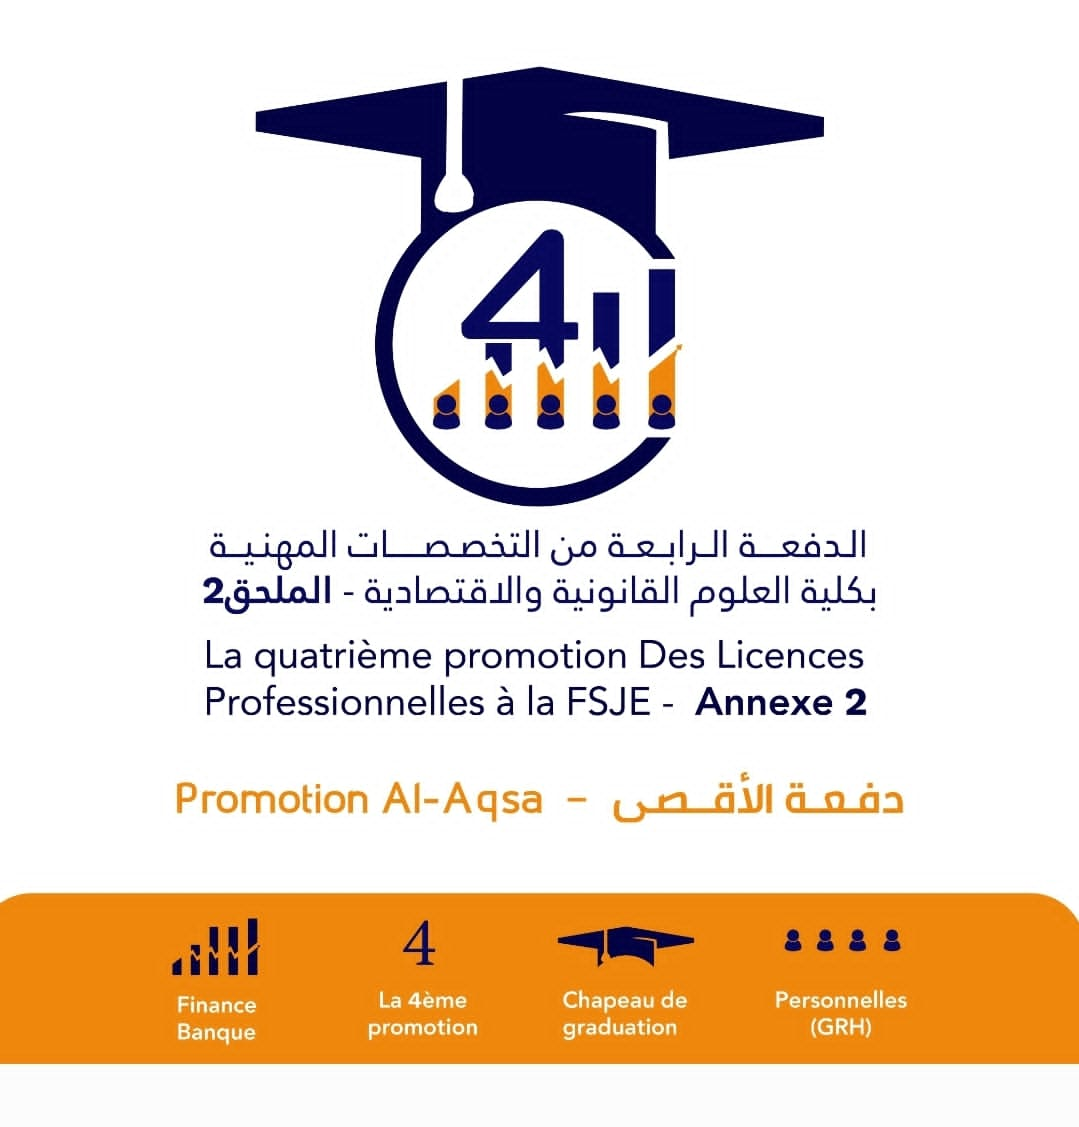 4
الدفعة الرابعة من التخصصات المهنية
بكلية العلوم القانونية والاقتصادية - الملحق2
La quatrième promotion Des Licences
Professionnelles à la FSJE - Annexe 2
Promotion Al-Aqsa – دفعة الأقصى
Finance
Banque
4
La 4ème
promotion
Chapeau de
graduation
Personnelles
(GRH)